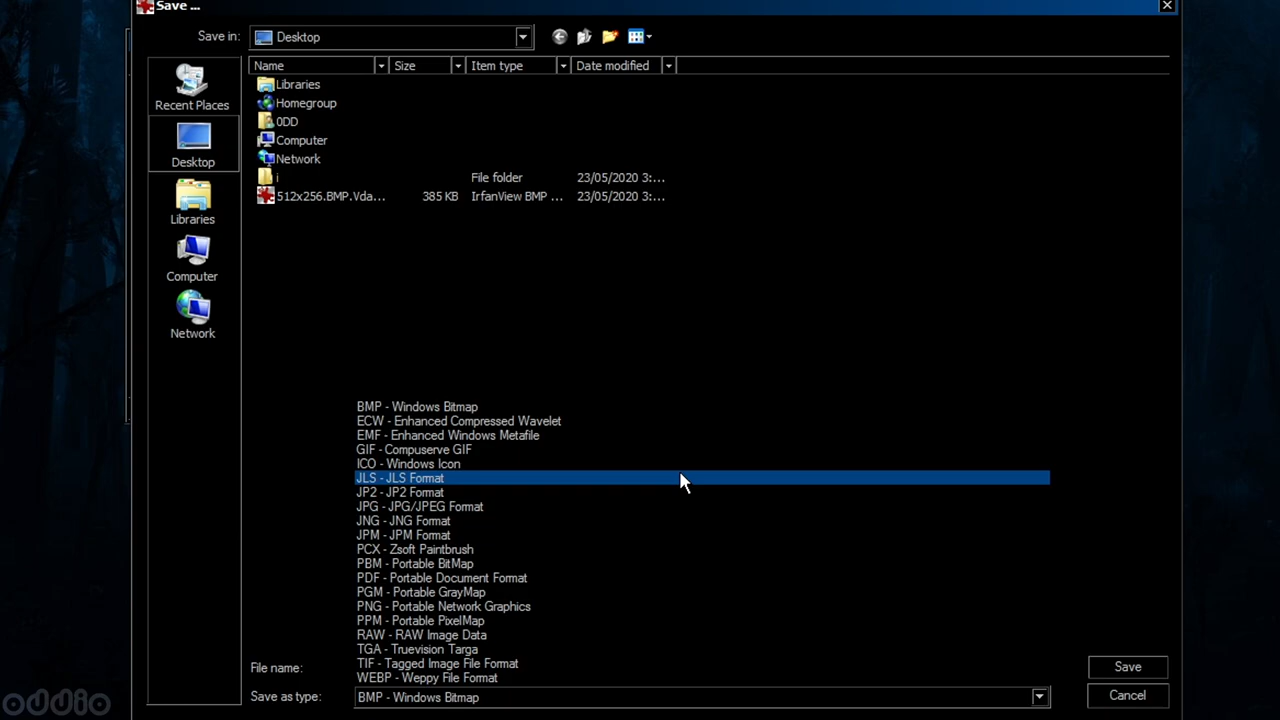 Save ...
Save in:
Desktop
Name
Size
Item type
Date modified
Recent Places
Desktop
Libraries
Computer
Network
Libraries
Homegroup
0DD
Computer
Network
i
File folder
23/05/2020 3:...
512x256.BMP.Vda...
385 KB
IrfanView BMP ...
23/05/2020 3:...
BMP - Windows Bitmap
ECW - Enhanced Compressed Wavelet
EMF - Enhanced Windows Metafile
GIF - Compuserve GIF
ICO - Windows Icon
JLS - JLS Format
JP2 - JP2 Format
JPG - JPG/JPEG Format
JNG - JNG Format
JPM - JPM Format
PCX - Zsoft Paintbrush
PBM - Portable BitMap
PDF - Portable Document Format
PGM - Portable GrayMap
PNG - Portable Network Graphics
PPM - Portable PixelMap
RAW - RAW Image Data
TGA - Truevision Targa
TIF - Tagged Image File Format
WEBP - Weppy File Format
File name:
Save
Save as type:
BMP - Windows Bitmap
Cancel
oddio